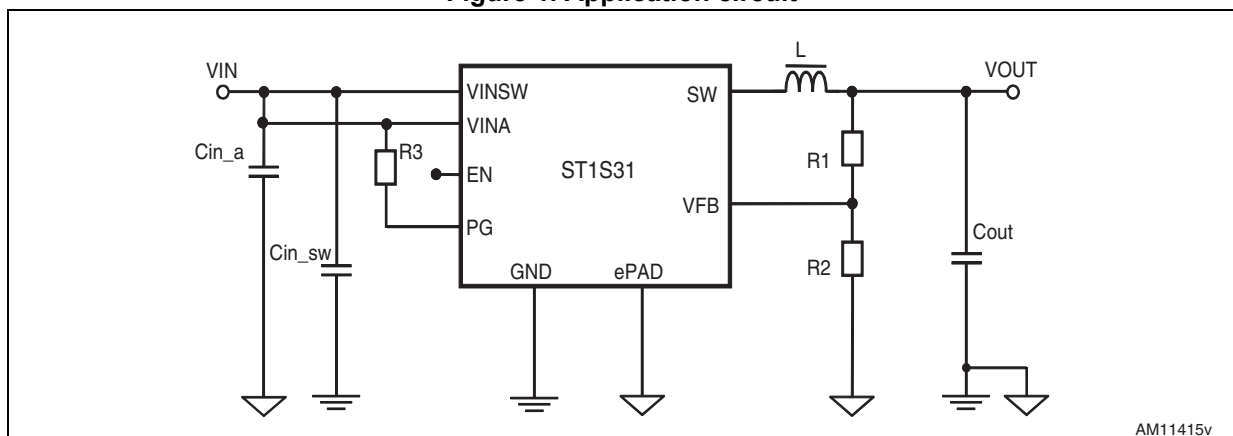 Figure 1. Application circuit
VIN
VINSW
VINA
EN
PG
GND
ePAD
ST1S31
SW
VFB
L
VOUT
R1
R2
R3
Cin_a
Cin_sw
Cout
AM11415v